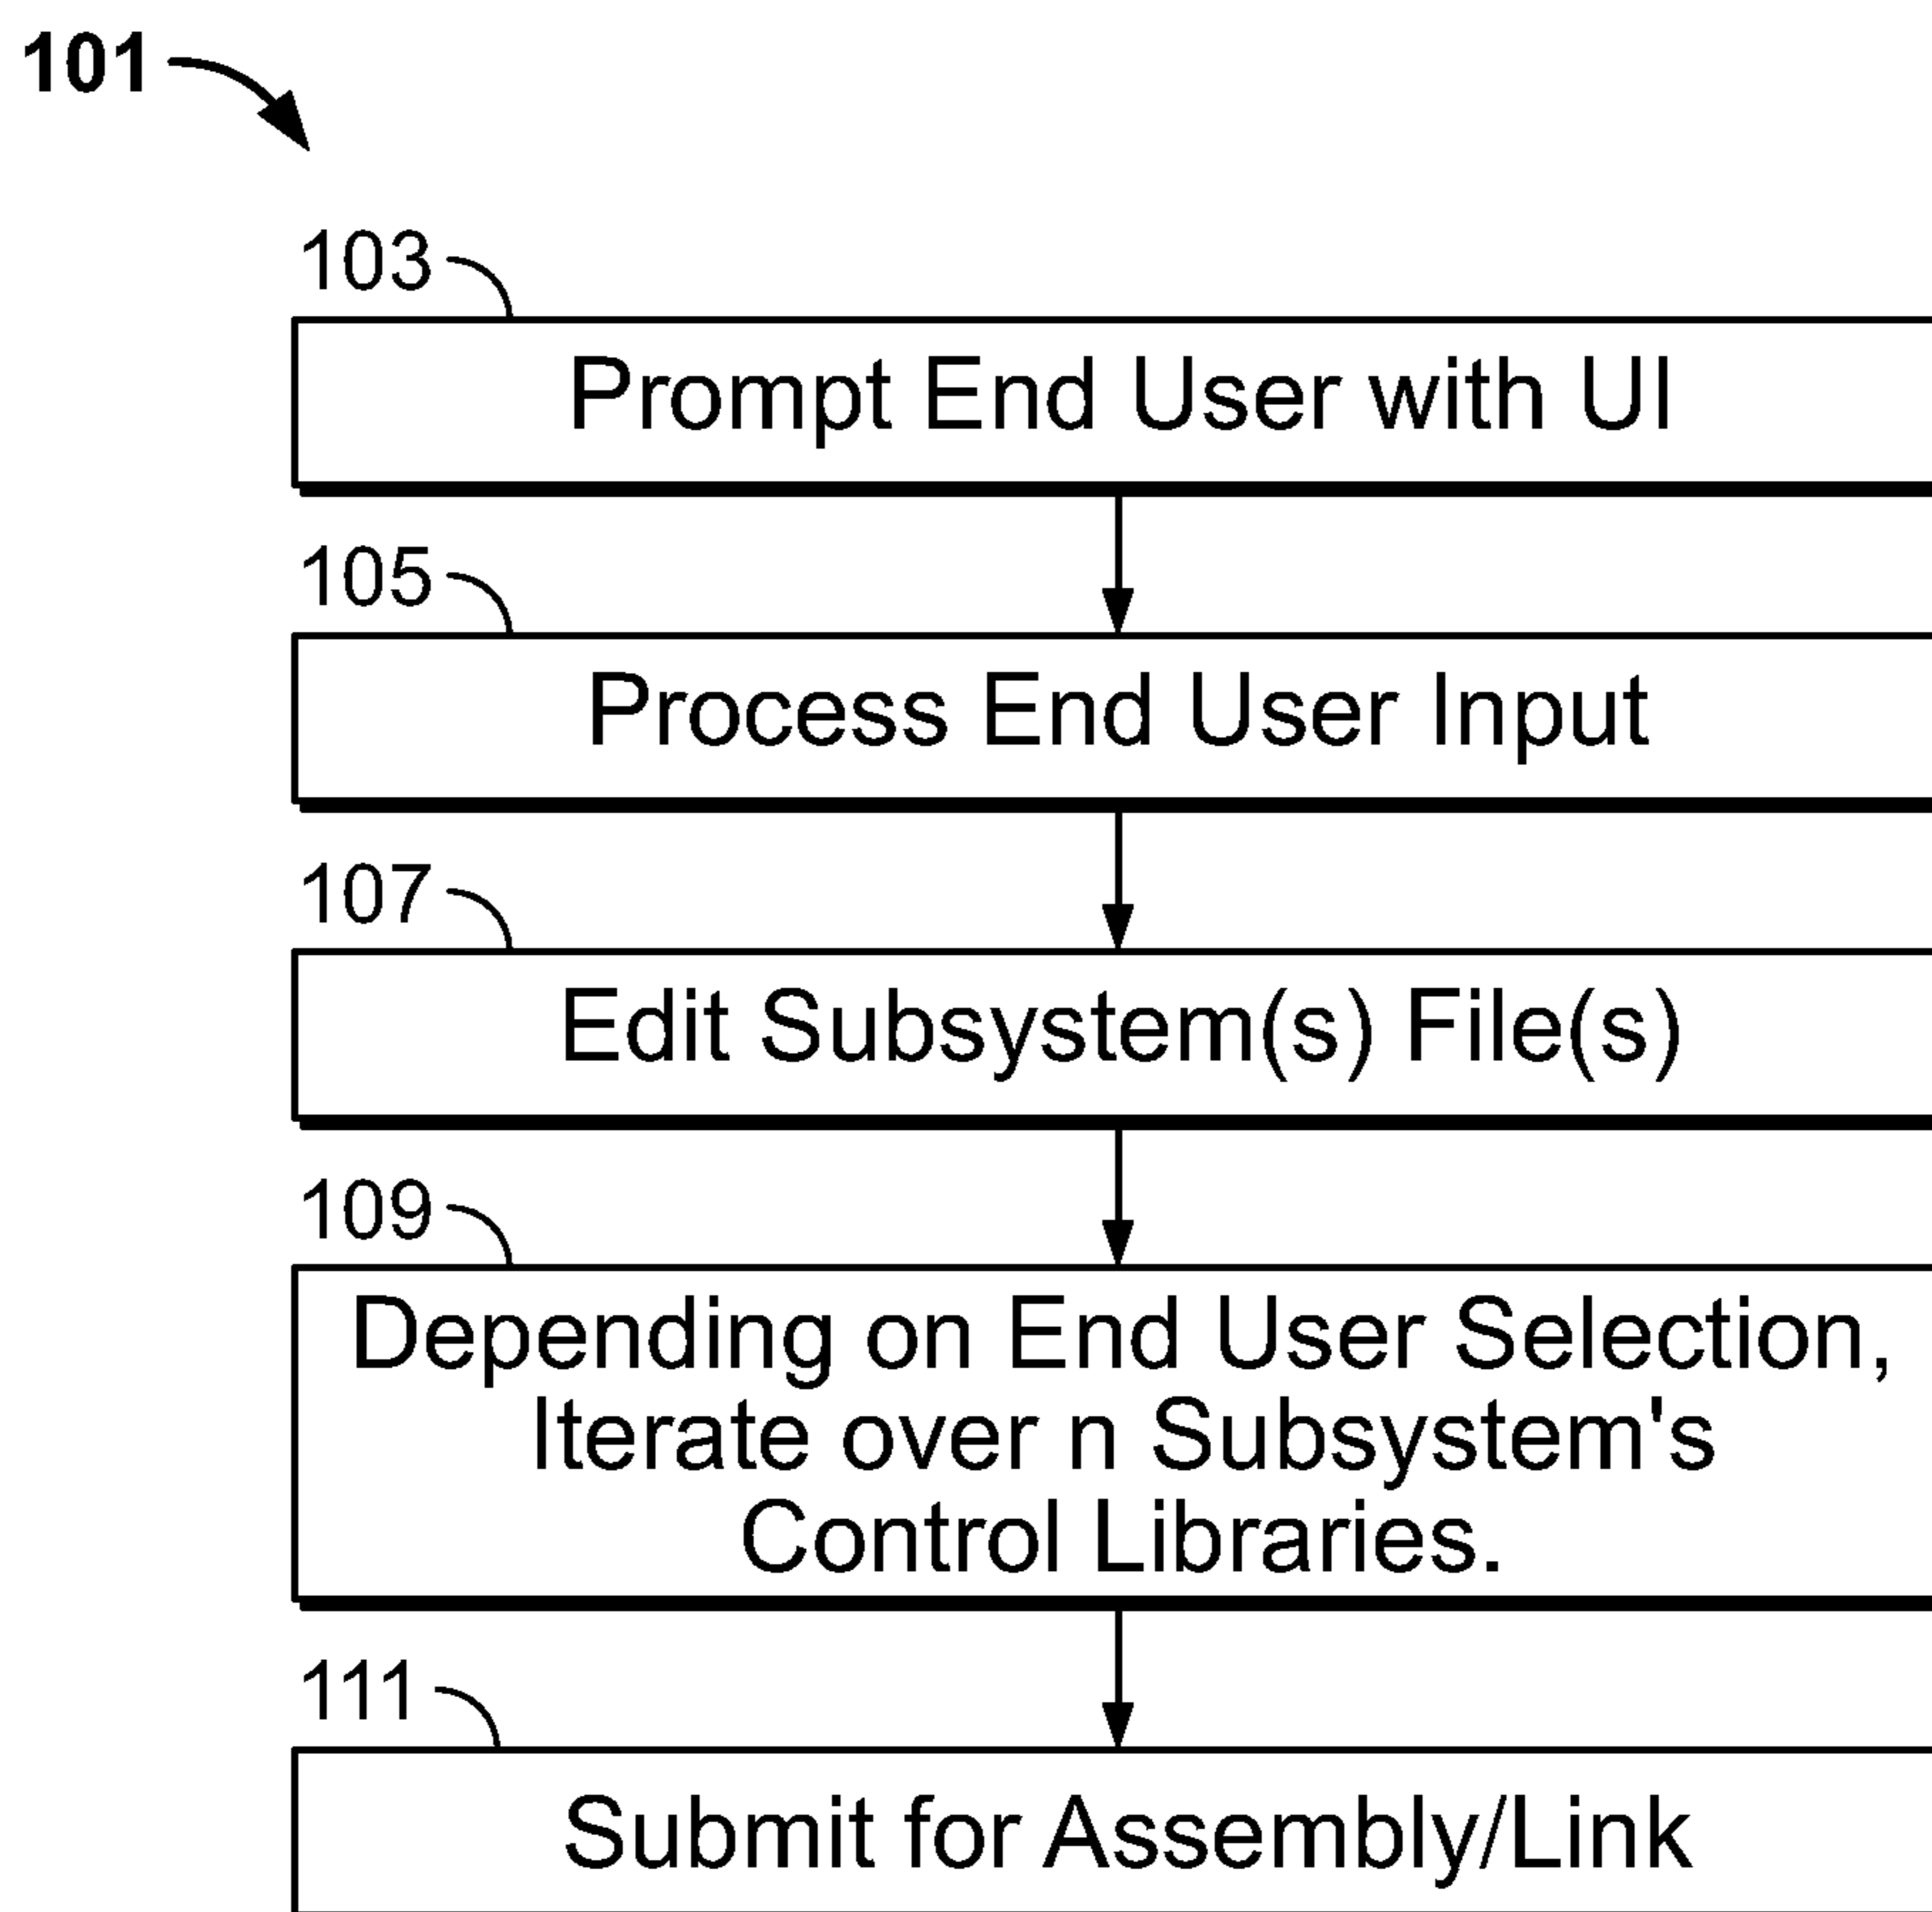 101
103
Prompt End User with UI
105
Process End User Input
107
Edit Subsystem(s) File(s)
109
Depending on End User Selection,
Iterate over n Subsystem's
Control Libraries.
111
Submit for Assembly/Link